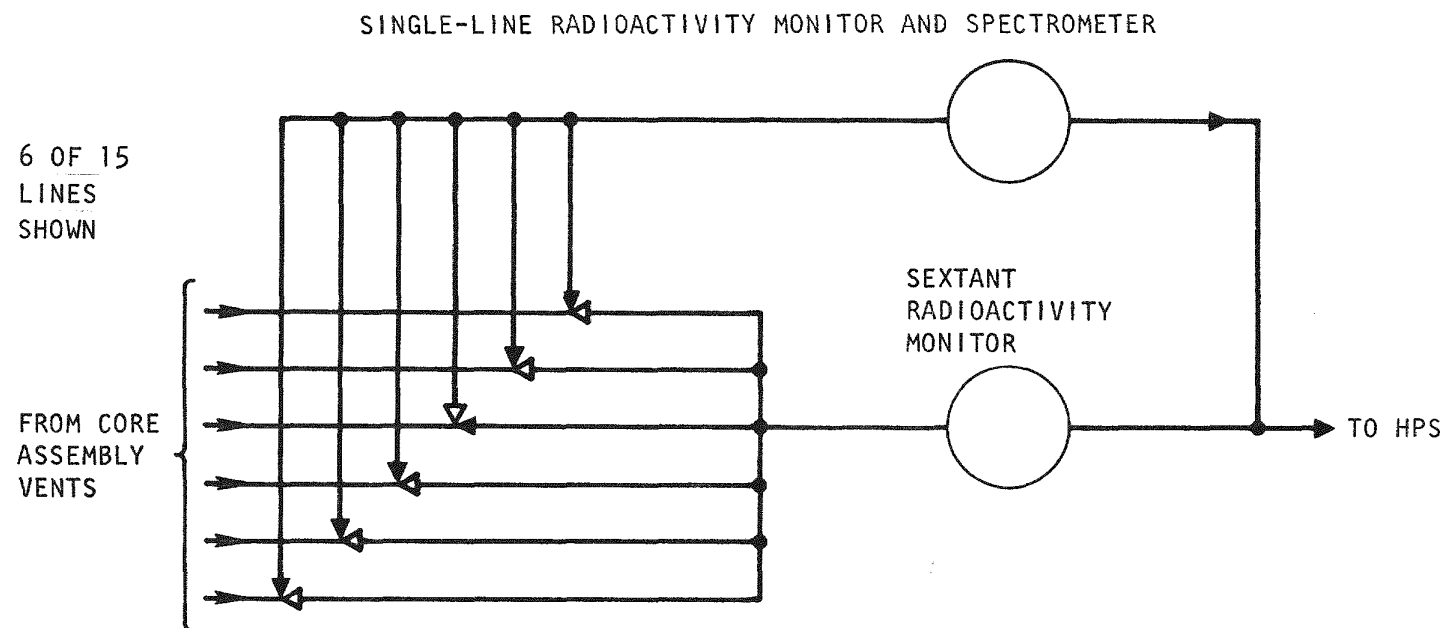 SINGLE-LINE RADIOACTIVITY MONITOR AND SPECTROMETER
6 OF 15
LINES
SHOWN
SEXTANT
RADIOACTIVITY
MONITOR
FROM CORE
ASSEMBLY
VENTS
TO HPS